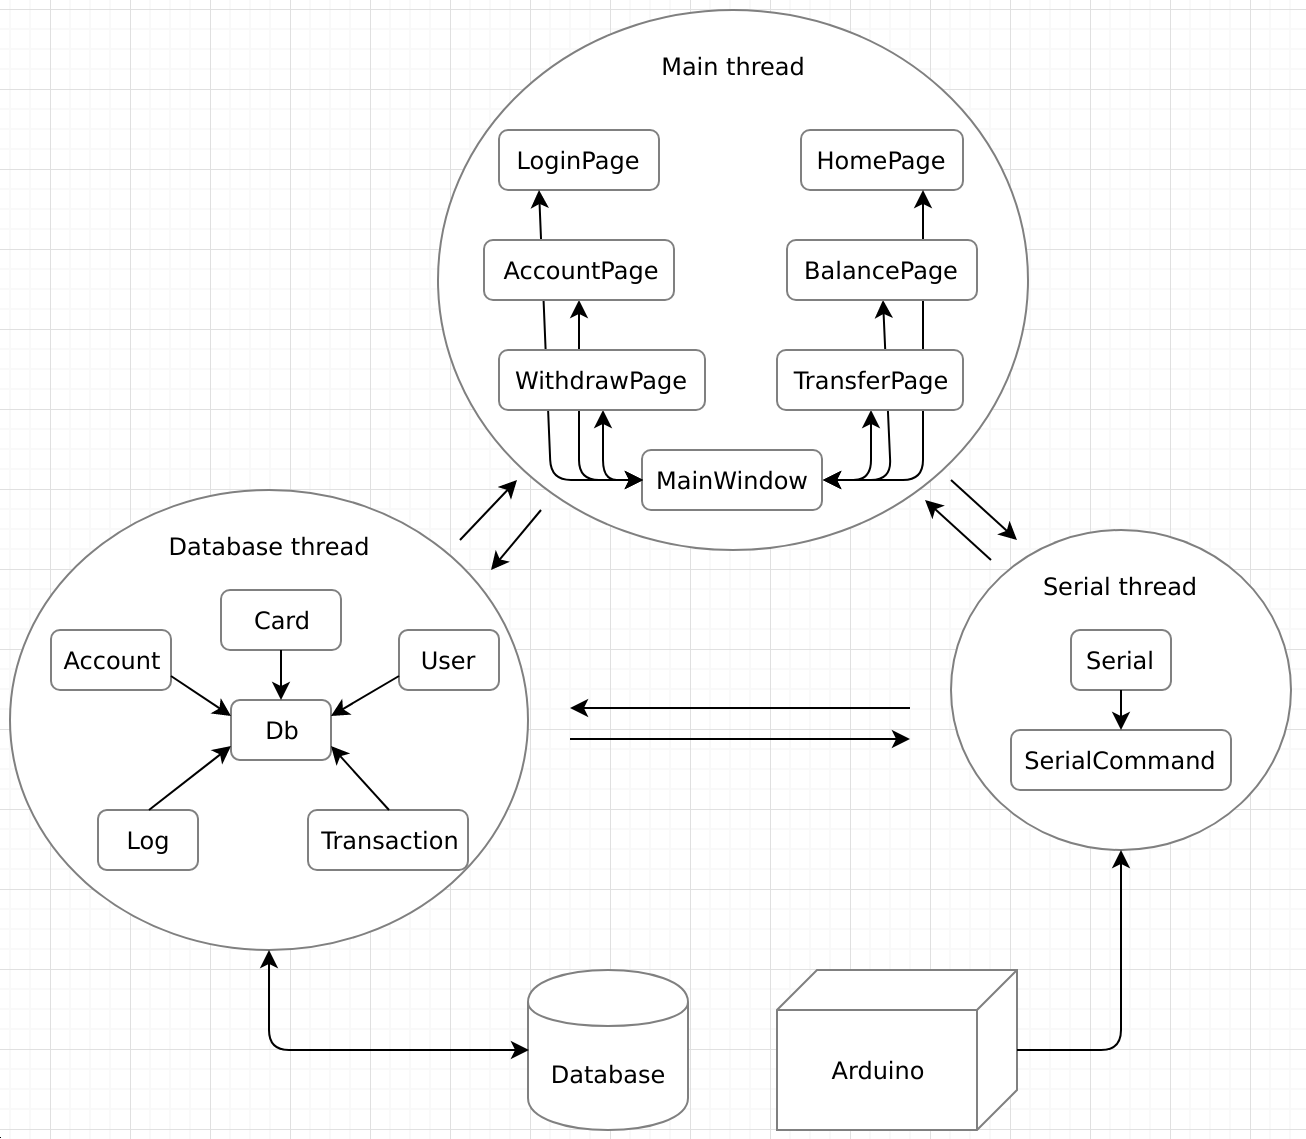 Main thread
LoginPage
HomePage
AccountPage
BalancePage
WithdrawPage
TransferPage
MainWindow
Database thread
Card
Account
User
Db
Log
Transaction
Serial thread
Serial
SerialCommand
Database
Arduino